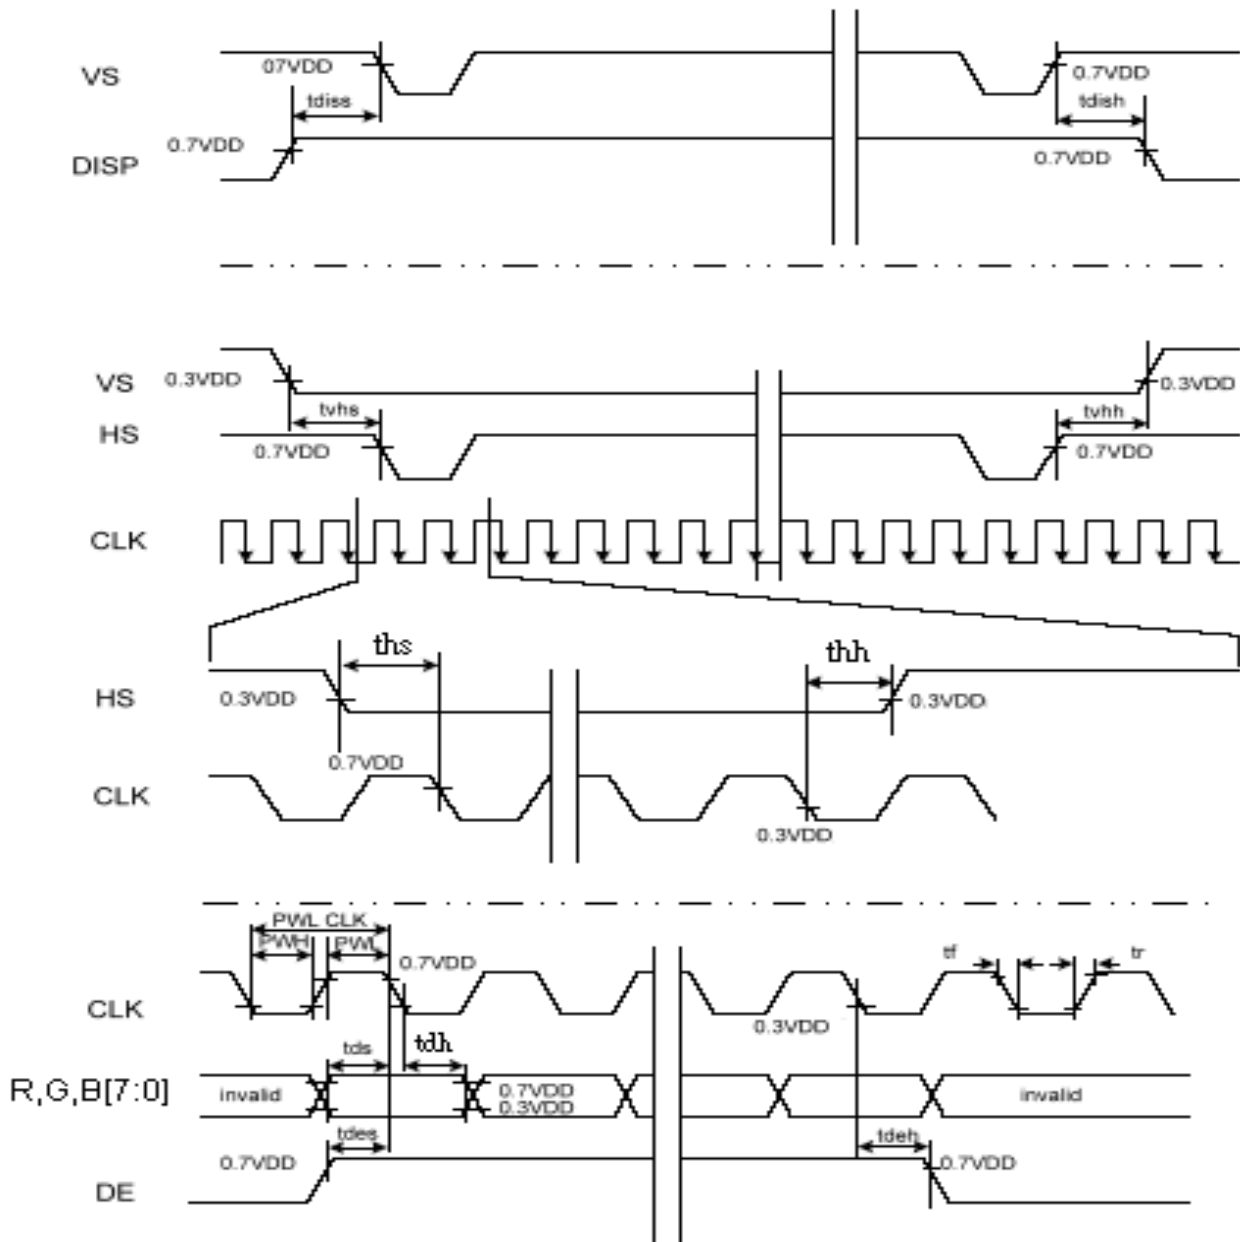 VS
07VDD
0.7VDD
tdiss
tdish
0.7VDD
0.7VDD
DISP
VS
0.3VDD
0.3VDD
tvhs
tvhh
HS
0.7VDD
0.7VDD
CLK
ths
thh
HS
0.3VDD
0.3VDD
0.7VDD
CLK
0.3VDD
PWL CLK
PWH
PWL
0.7VDD
tf
tr
CLK
0.3VDD
tds
tdh
R,G,B[7:0]
invalid
0.7VDD
0.3VDD
invalid
tdes
tdeh
0.7VDD
0.7VDD
DE